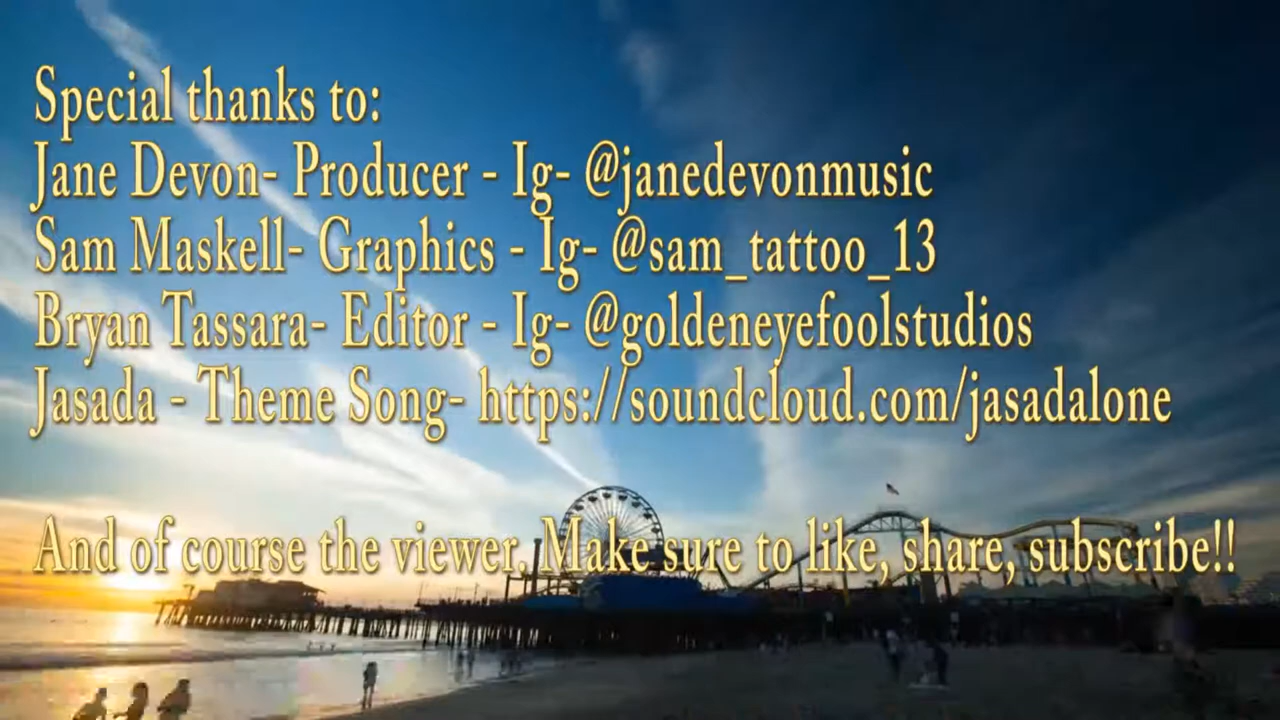 Special thanks to:
Jane Devon- Producer - Ig- @janedevonmusic
Sam Maskell- Graphics - Ig- @sam_tattoo_13
Bryan Tassara- Editor - Ig- @goldeneyefoolstudios
Jasada - Theme Song- https://soundcloud.com/jasadalone
And of course the viewer. Make sure to like, share, subscribe!!